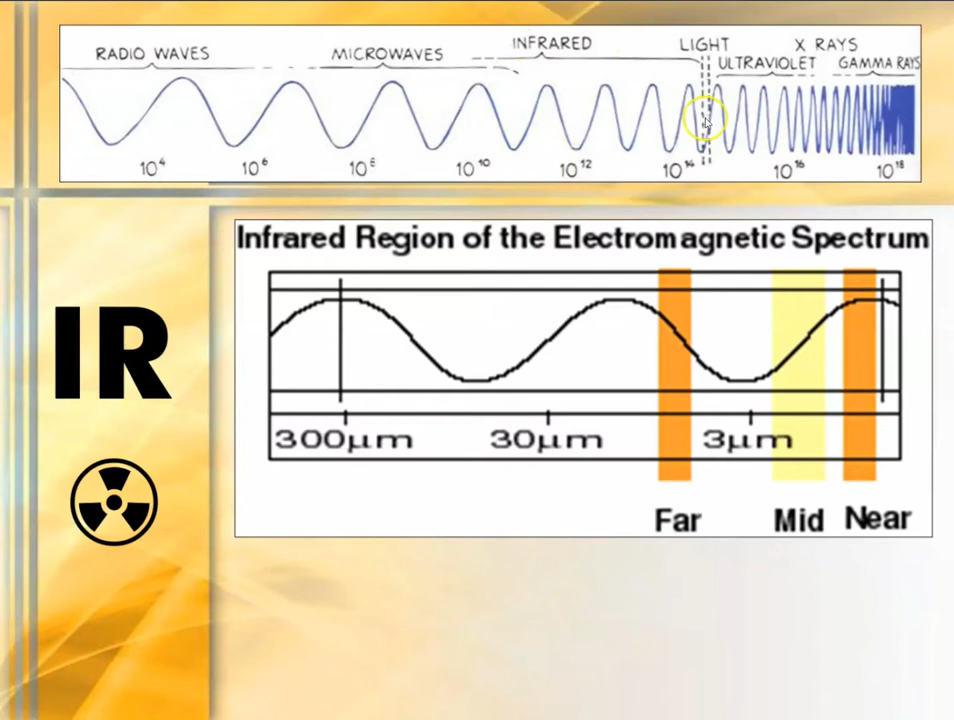 RADIO WAVES MICROWAVES INFRARED LIGHT X RAYS
ULTRAVIOLET GAMMA RAYS
10⁴ 10⁶ 10⁸ 10¹⁰ 10¹² 10¹⁴ 10¹⁶ 10¹⁸
Infrared Region of the Electromagnetic Spectrum
IR
300µm 30µm 3µm
Far Mid Near